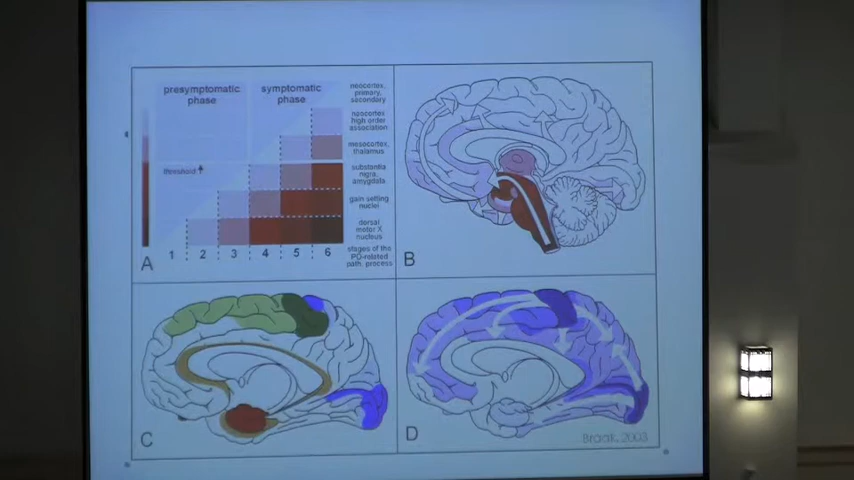 presymptomatic
phase
symptomatic
phase
neocortex,
primary,
secondary
neocortex
high order
association
mesocortex,
thalamus
threshold
substantia
nigra,
amygdala
gain setting
nuclei
dorsal
motor X
nucleus
A
1 2 3 4 5 6
stages of the
PD-related
path. process
B
C
D
Braak, 2003